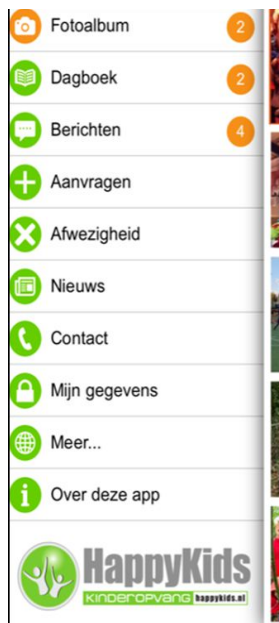 Fotoalbum 2
Dagboek 2
Berichten 4
Aanvragen
Afwezigheid
Nieuws
Contact
Mijn gegevens
Meer...
Over deze app
HappyKids
KINDEROPVANG happykids.nl